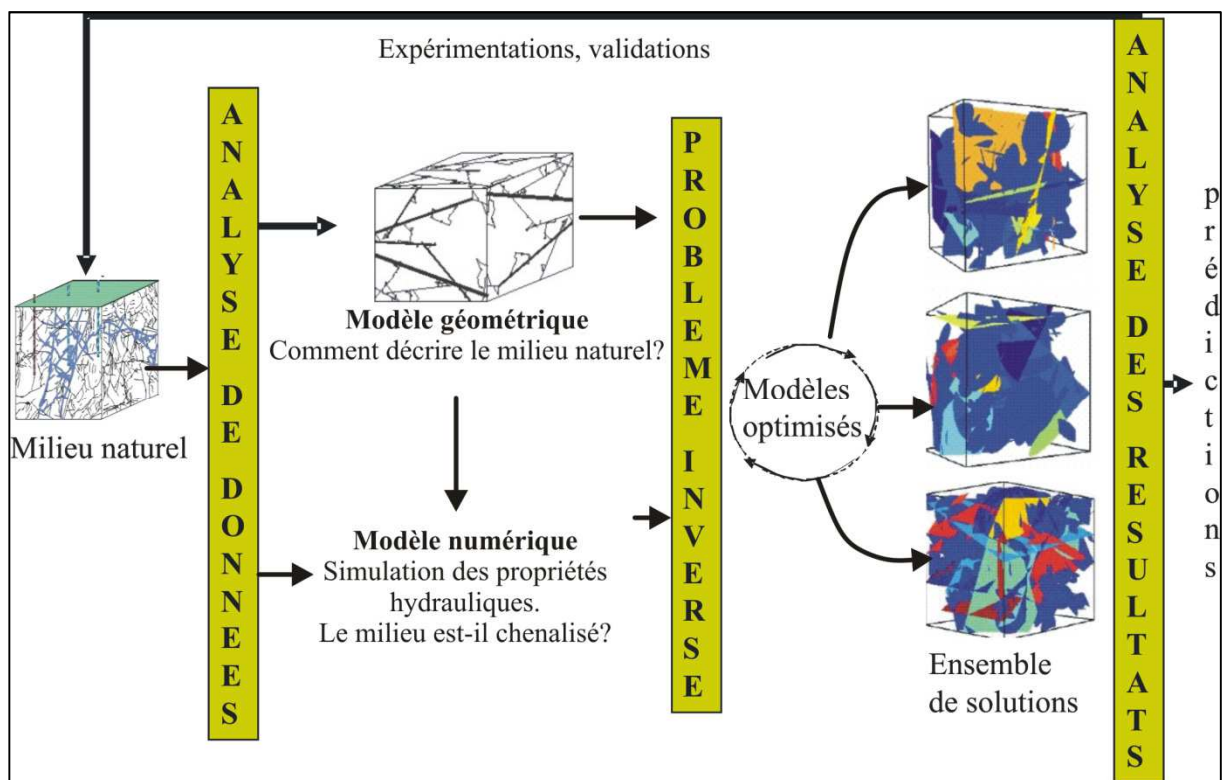 Expérimentations, validations
Milieu naturel
ANALYSE DE DONNEES
Modèle géométrique
Comment décrire le milieu naturel?
Modèle numérique
Simulation des propriétés
hydrauliques.
Le milieu est-il chenalisé?
PROBLEME INVERSE
Modèles
optimisés
Ensemble
de solutions
ANALYSE DES RESULTATS
prédictions